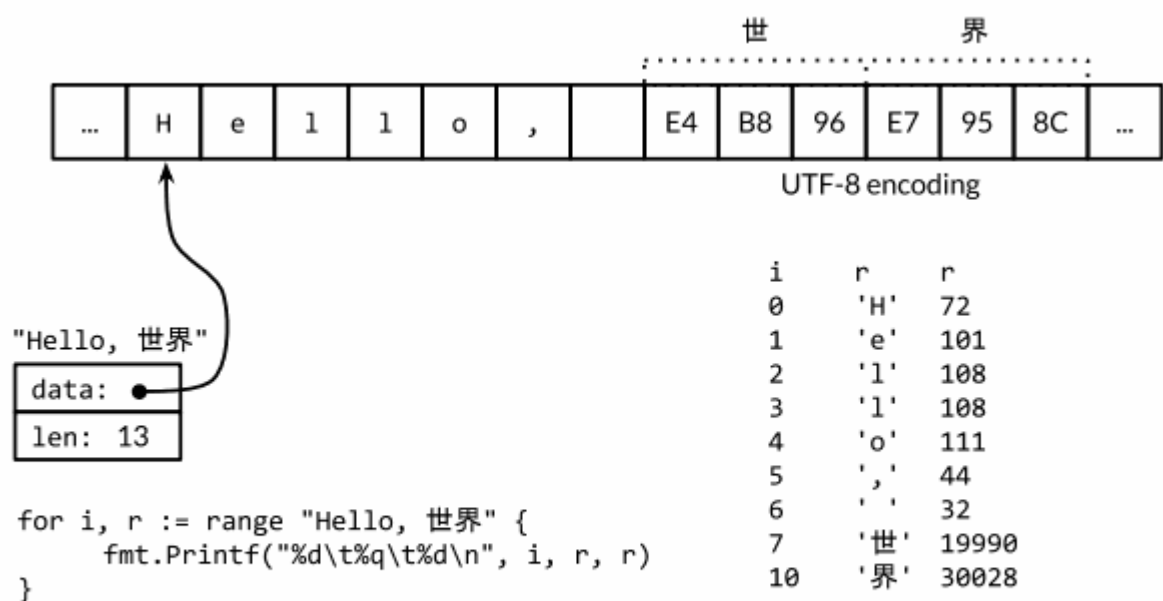 世 界
… H e l l o , E4 B8 96 E7 95 8C …
UTF-8 encoding
"Hello, 世界"
data:
len: 13
for i, r := range "Hello, 世界" {
fmt.Printf("%d\t%q\t%d\n", i, r, r)
}
i r r
0 'H' 72
1 'e' 101
2 'l' 108
3 'l' 108
4 'o' 111
5 ',' 44
6 ' ' 32
7 '世' 19990
10 '界' 30028